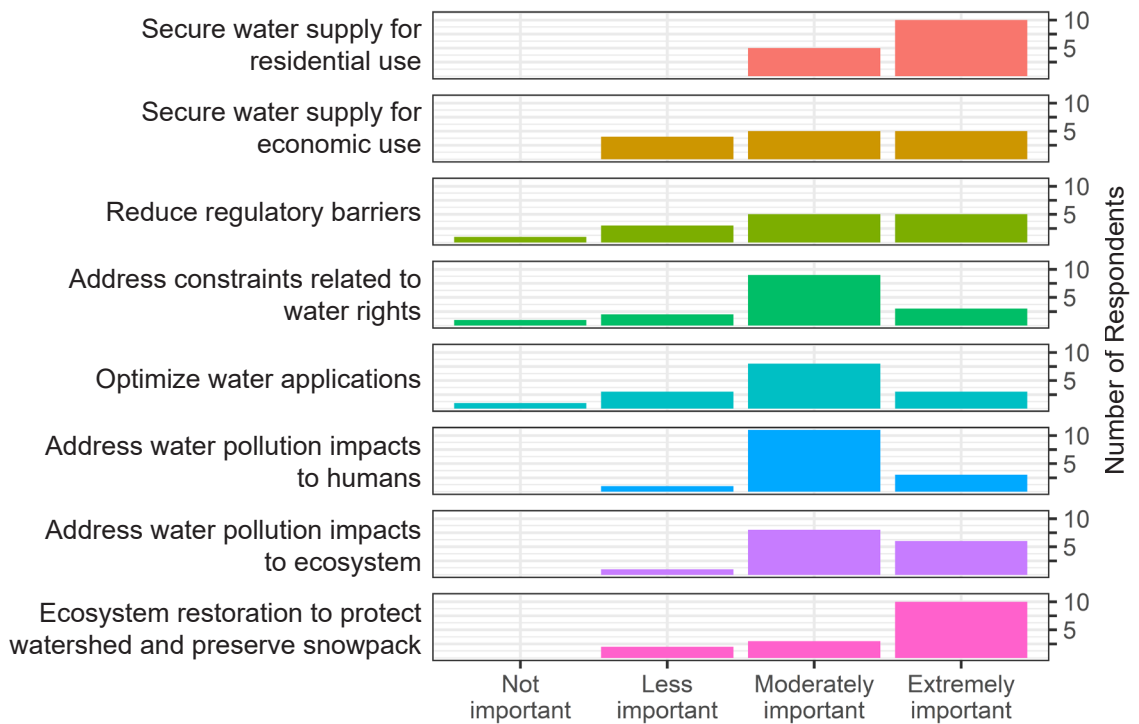 Secure water supply for
residential use
10
5
Secure water supply for
economic use
10
5
Reduce regulatory barriers
10
5
Address constraints related to
water rights
10
5
Optimize water applications
10
5
Address water pollution impacts
to humans
10
5
Address water pollution impacts
to ecosystem
10
5
Ecosystem restoration to protect
watershed and preserve snowpack
10
5
Number of Respondents
Not
important
Less
important
Moderately
important
Extremely
important